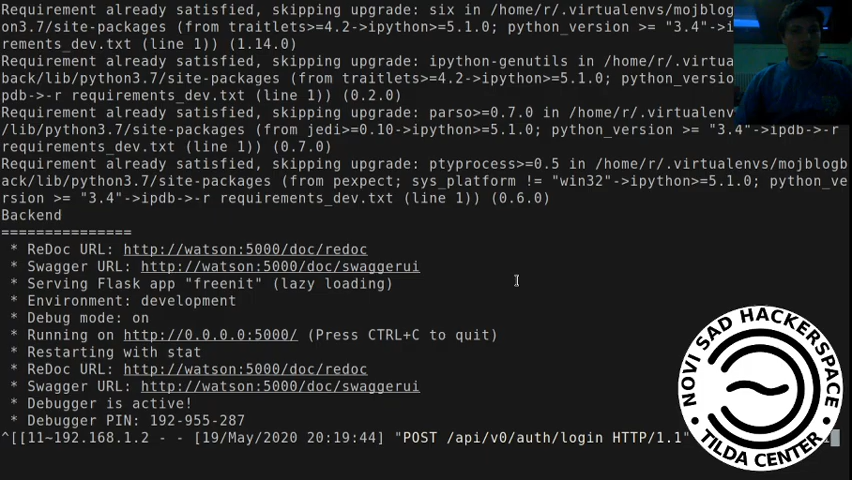 Requirement already satisfied, skipping upgrade: six in /home/r/.virtualenvs/mojblog
on3.7/site-packages (from traitlets>=4.2->ipython>=5.1.0; python_version >= "3.4"->i
rements_dev.txt (line 1)) (1.14.0)
Requirement already satisfied, skipping upgrade: ipython-genutils in /home/r/.virtua
back/lib/python3.7/site-packages (from traitlets>=4.2->ipython>=5.1.0; python_versio
pdb->-r requirements_dev.txt (line 1)) (0.2.0)
Requirement already satisfied, skipping upgrade: parso>=0.7.0 in /home/r/.virtualenv
/lib/python3.7/site-packages (from jedi>=0.10->ipython>=5.1.0; python_version >= "3.4"->ipdb->-r
requirements_dev.txt (line 1)) (0.7.0)
Requirement already satisfied, skipping upgrade: ptyprocess>=0.5 in /home/r/.virtualenvs/mojblogb
ack/lib/python3.7/site-packages (from pexpect; sys_platform != "win32"->ipython>=5.1.0; python_ve
rsion >= "3.4"->ipdb->-r requirements_dev.txt (line 1)) (0.6.0)
Backend
===============
* ReDoc URL: http://watson:5000/doc/redoc
* Swagger URL: http://watson:5000/doc/swaggerui
* Serving Flask app "freenit" (lazy loading)
* Environment: development
* Debug mode: on
* Running on http://0.0.0.0:5000/ (Press CTRL+C to quit)
* Restarting with stat
* ReDoc URL: http://watson:5000/doc/redoc
* Swagger URL: http://watson:5000/doc/swaggerui
* Debugger is active!
* Debugger PIN: 192-955-287
^[[11~192.168.1.2 - - [19/May/2020 20:19:44] "POST /api/v0/auth/login HTTP/1.1"
NOVI SAD HACKERSPACE
TILDA CENTER